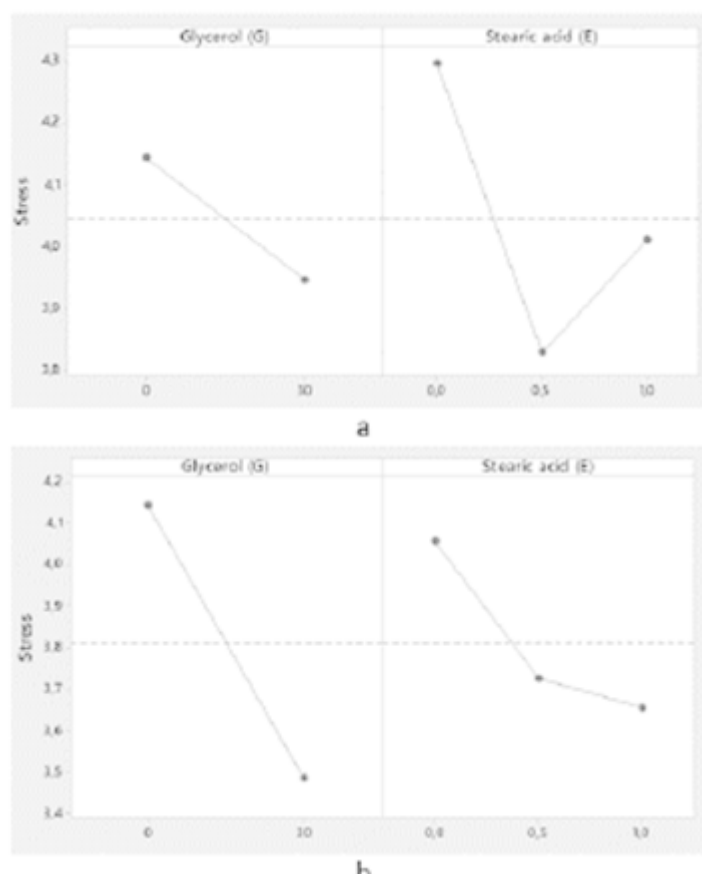 Glycerol (G) Stearic acid (E)
4,3
4,2
4,1
4,0
3,9
3,8
Stress
0 30 0,0 0,5 1,0
a
Glycerol (G) Stearic acid (E)
4,2
4,1
4,0
3,9
3,8
3,7
3,6
3,5
3,4
Stress
0 30 0,0 0,5 1,0
b